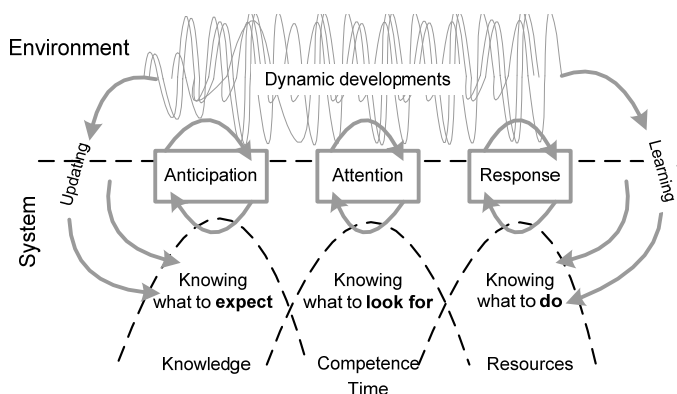 Environment
Dynamic developments
Updating
Learning
Anticipation
Attention
Response
System
Knowing
what to expect
Knowing
what to look for
Knowing
what to do
Knowledge
Competence
Resources
Time